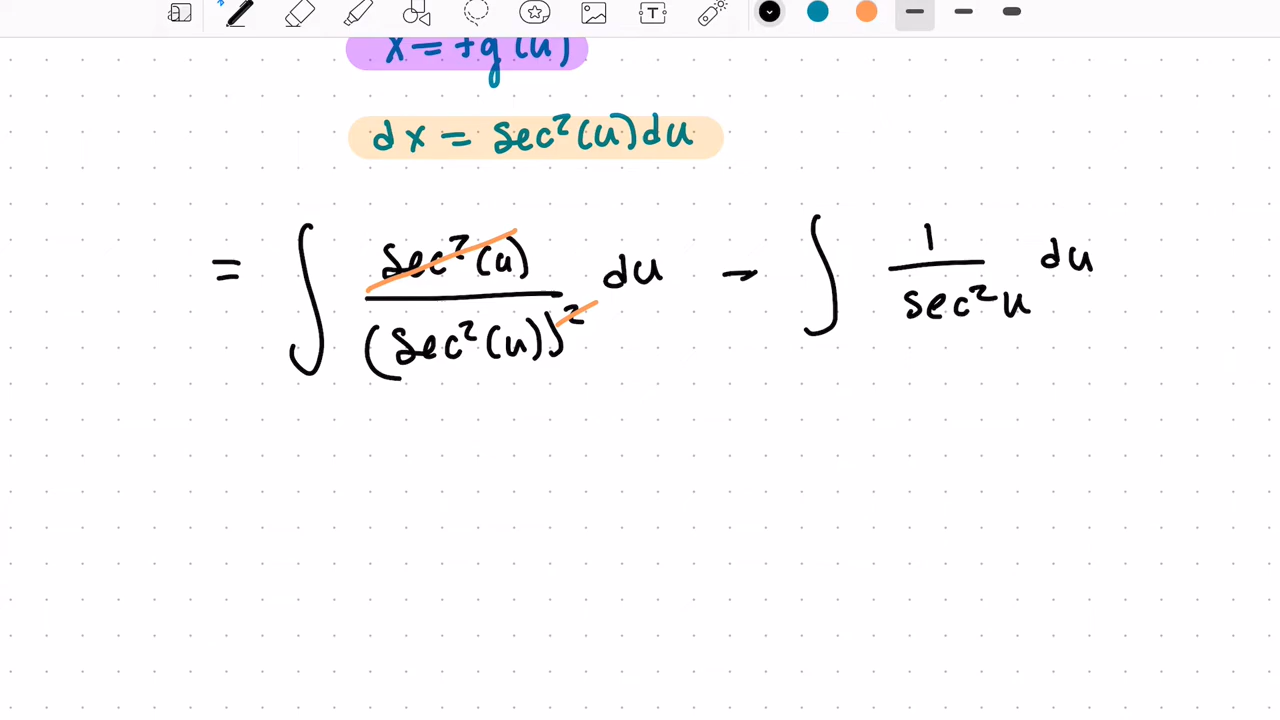 x = tg (u)
dx = sec²(u)du
= ∫ sec²(u) / (sec²(u))² du - ∫ 1 / sec²u du